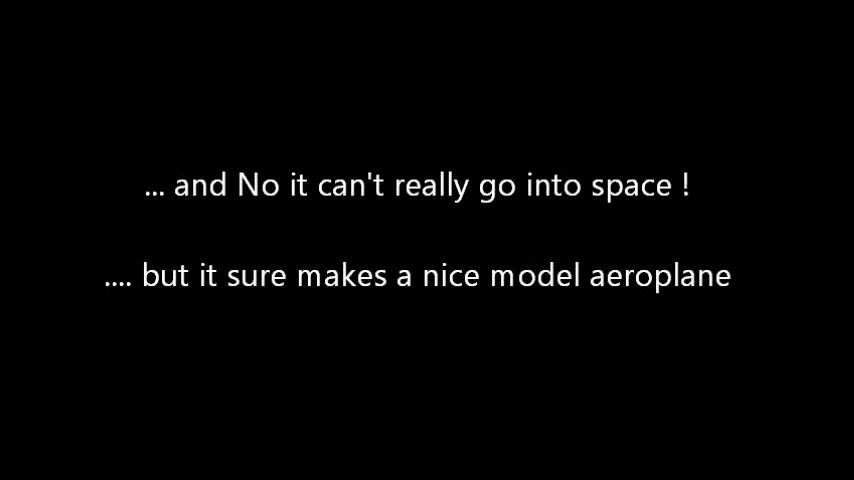 ... and No it can't really go into space !
.... but it sure makes a nice model aeroplane